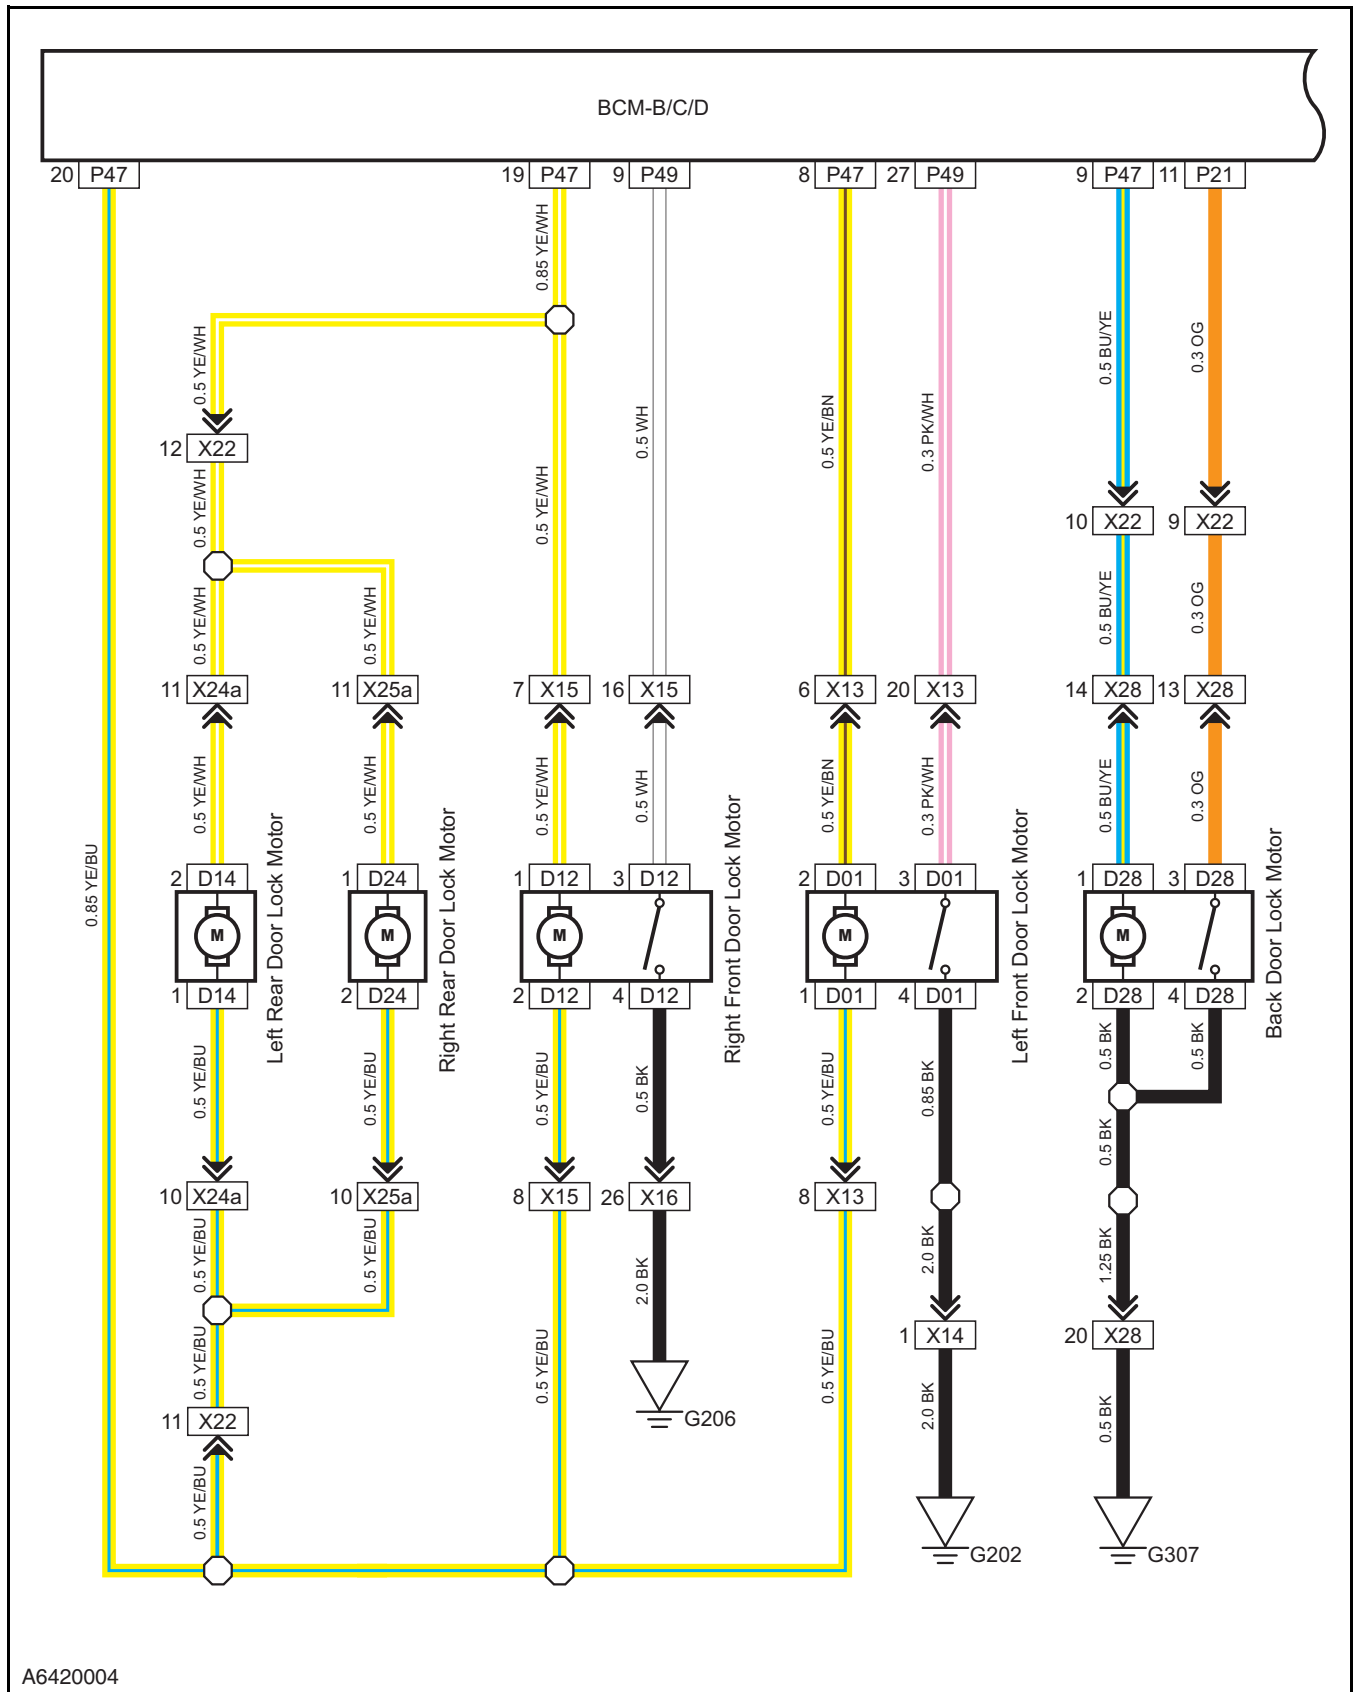 BCM-B/C/D
20 P47 19 P47 9 P49 8 P47 27 P49 9 P47 11 P21
0.85 YE/WH
0.5 YE/WH 0.5 WH 0.5 YE/BN 0.3 PK/WH 0.5 BU/YE 0.3 OG
12 X22
0.5 YE/WH 0.5 YE/WH
10 X22 9 X22
0.5 YE/WH 0.5 YE/WH 0.5 BU/YE 0.3 OG
11 X24a 11 X25a 7 X15 16 X15 6 X13 20 X13 14 X28 13 X28
0.5 YE/WH 0.5 YE/WH 0.5 YE/WH 0.5 WH 0.5 YE/BN 0.3 PK/WH 0.5 BU/YE 0.3 OG
0.85 YE/BU
2 D14 1 D24 1 D12 3 D12 2 D01 3 D01 1 D28 3 D28
M M M M M
Left Rear Door Lock Motor
Right Rear Door Lock Motor
Right Front Door Lock Motor
Left Front Door Lock Motor
Back Door Lock Motor
1 D14 2 D24 2 D12 4 D12 1 D01 4 D01 2 D28 4 D28
0.5 YE/BU 0.5 YE/BU 0.5 YE/BU 0.5 BK 0.5 YE/BU 0.85 BK 0.5 BK 0.5 BK
0.5 BK
10 X24a 10 X25a 8 X15 26 X16 8 X13
0.5 YE/BU 0.5 YE/BU 2.0 BK 2.0 BK 1.25 BK
1 X14 20 X28
0.5 YE/BU 0.5 YE/BU 0.5 YE/BU 2.0 BK 0.5 BK
11 X22
G206
0.5 YE/BU
G202 G307
A6420004